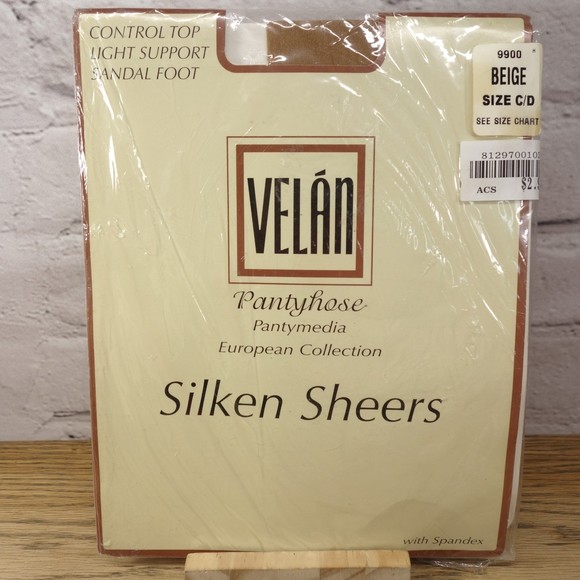 CONTROL TOP
LIGHT SUPPORT
SANDAL FOOT
9900
BEIGE
SIZE C/D
SEE SIZE CHART
ACS
VELÁN
Pantyhose
Pantymedia
European Collection
Silken Sheers
with Spandex